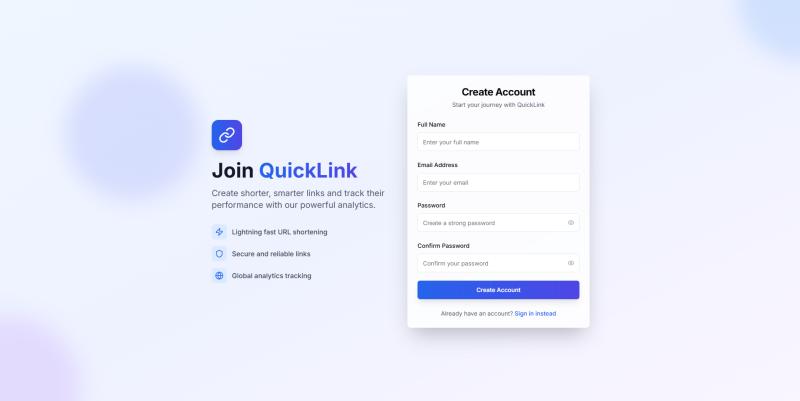 Join QuickLink
Create shorter, smarter links and track their
performance with our powerful analytics.
Lightning fast URL shortening
Secure and reliable links
Global analytics tracking
Create Account
Start your journey with QuickLink
Full Name
Enter your full name
Email Address
Enter your email
Password
Create a strong password
Confirm Password
Confirm your password
Create Account
Already have an account? Sign in instead